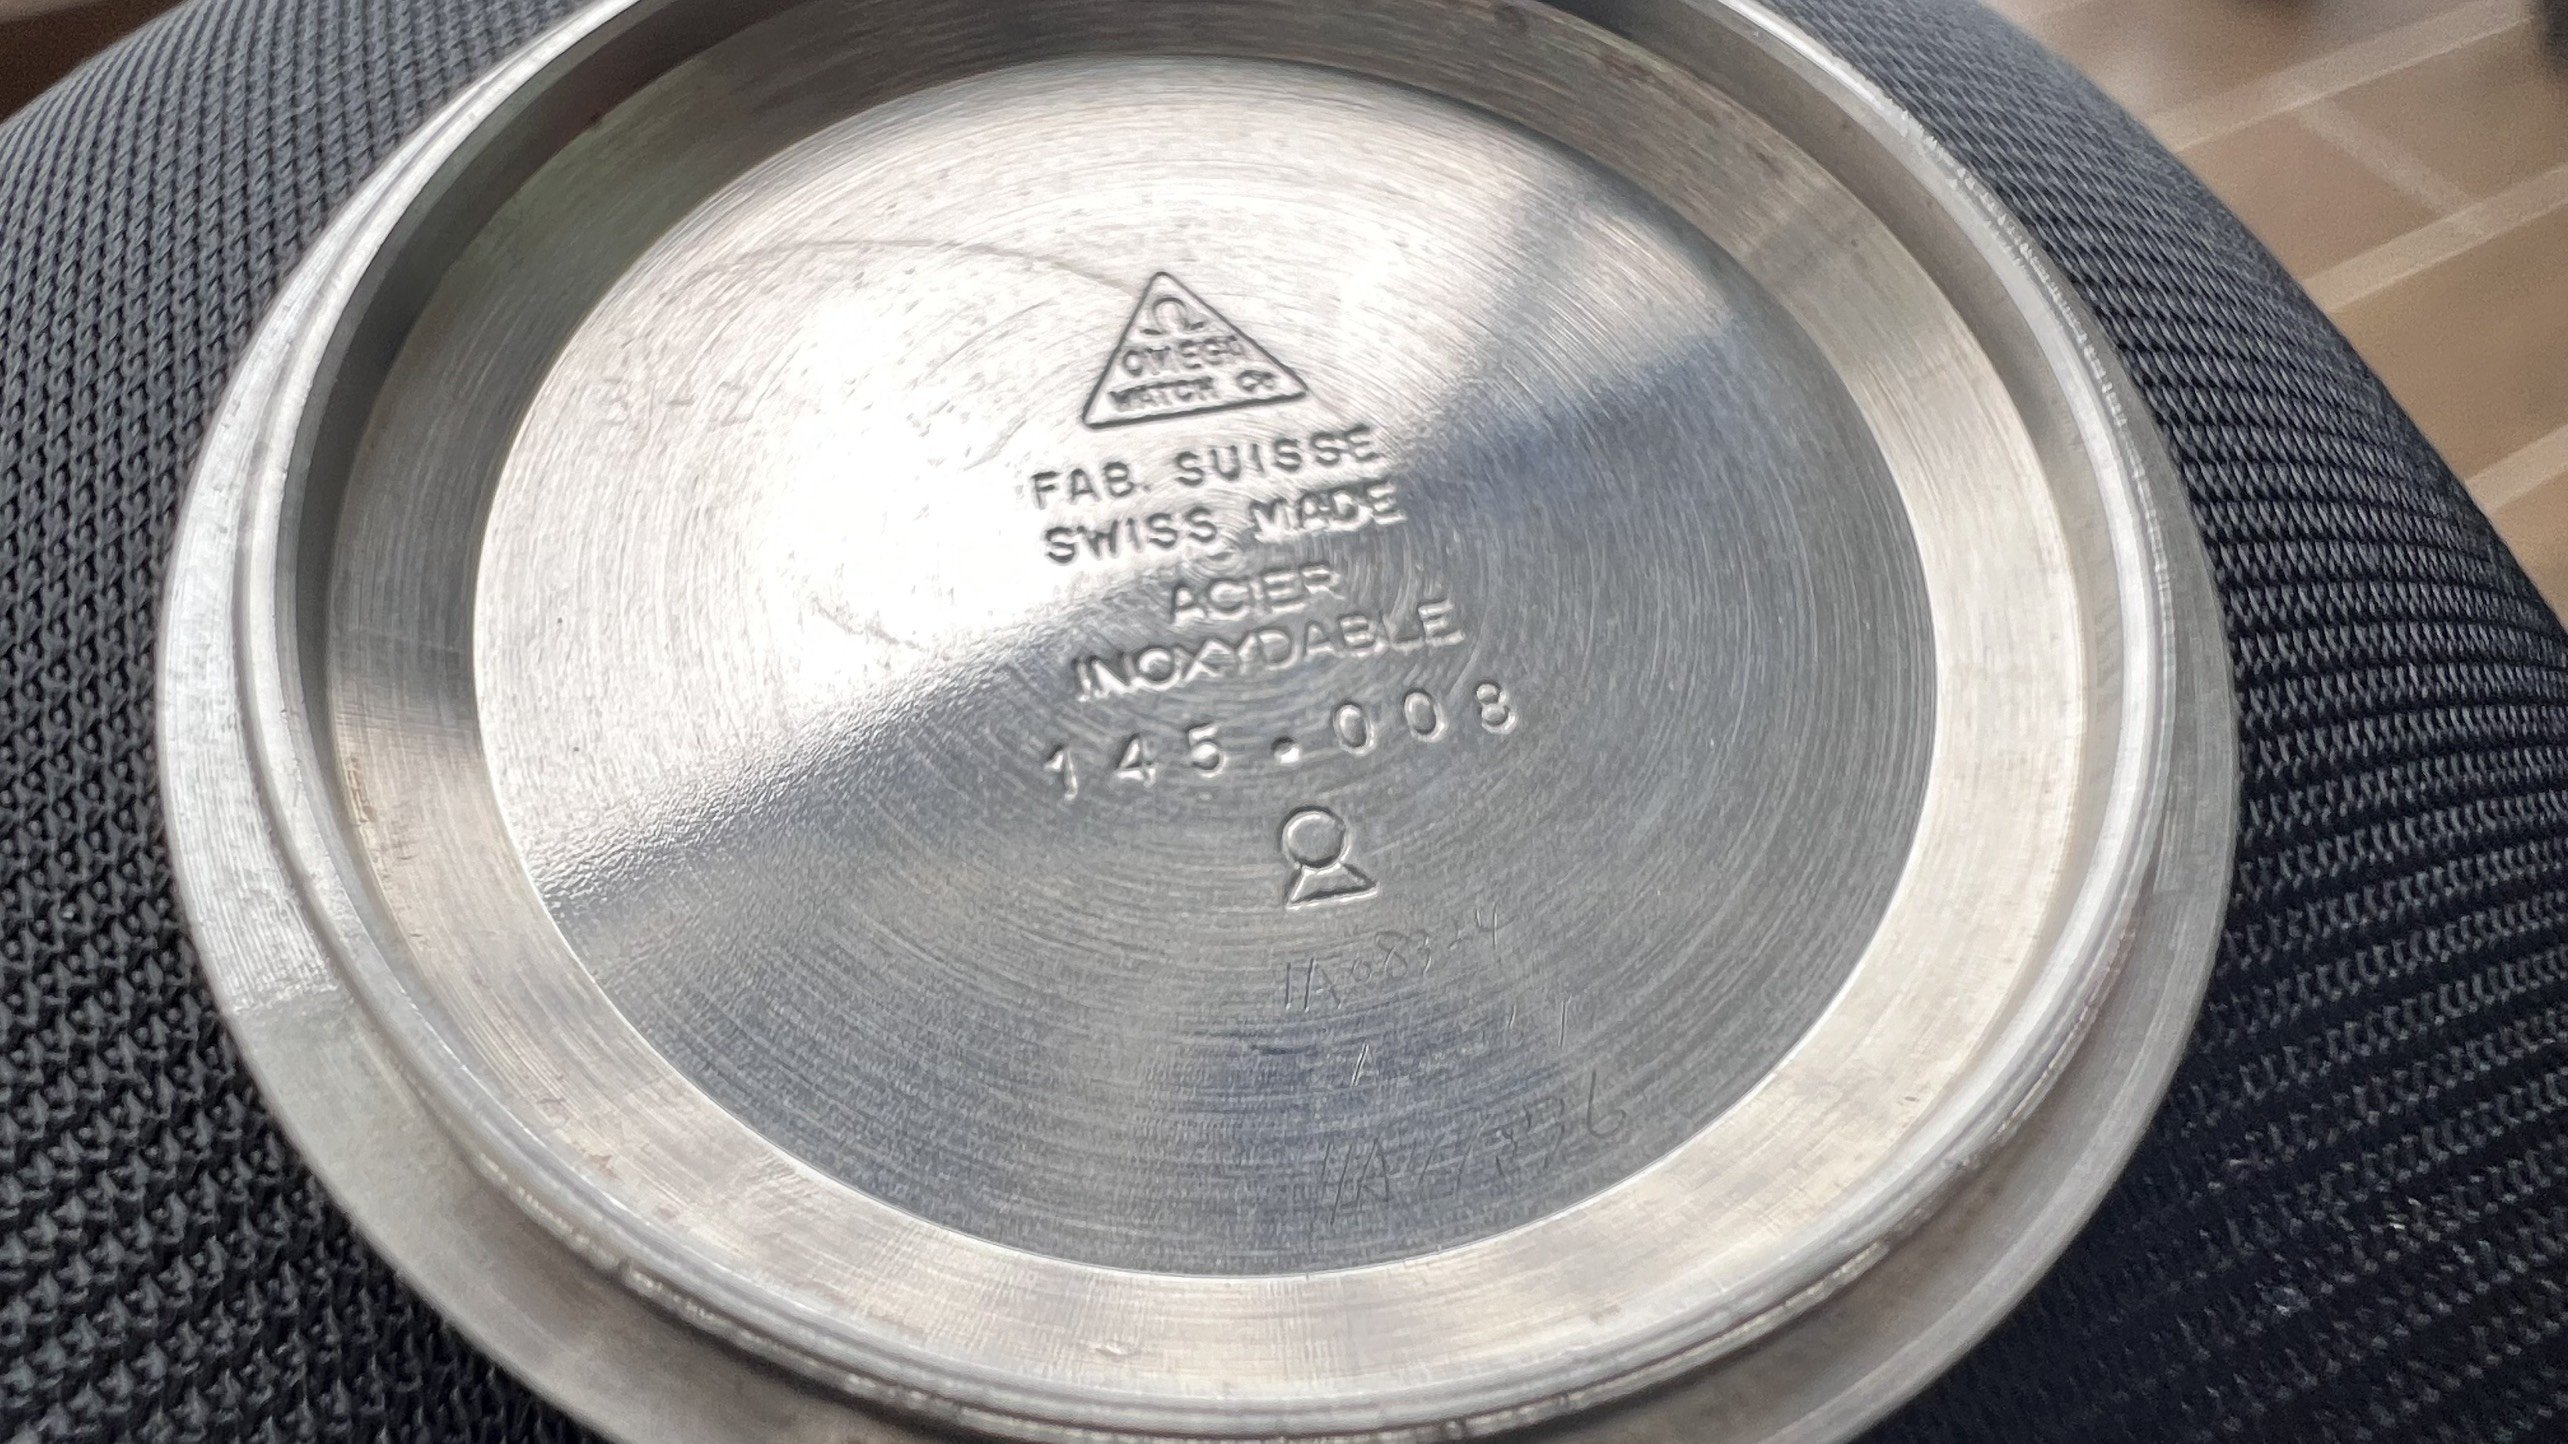 Ω
OMEGA
WATCH Co
FAB. SUISSE
SWISS MADE
ACIER
INOXYDABLE
145.008